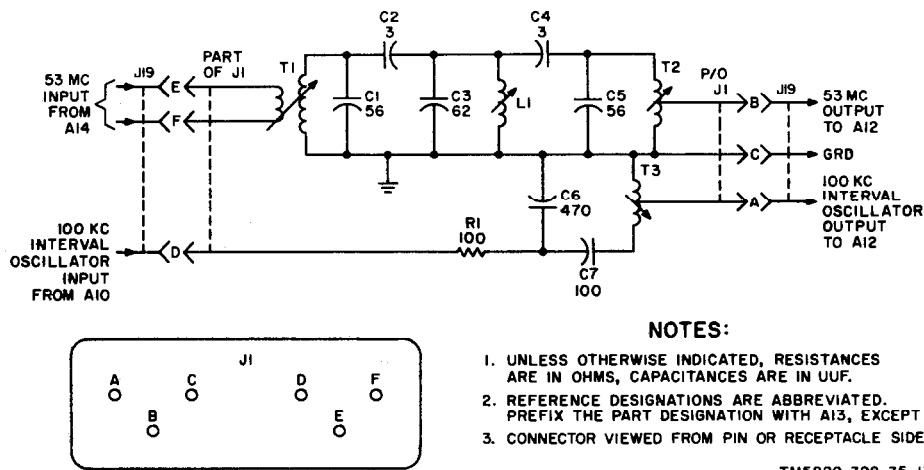 C2
3
C4
3
J19
PART
OF J1
T1
T2
P/O
J1
J19
53 MC
INPUT
FROM
A14
E
F
C1
56
C3
62
L1
C5
56
B
53 MC
OUTPUT
TO A12
C
GRD
T3
C6
470
A
100 KC
INTERVAL
OSCILLATOR
OUTPUT
TO A12
R1
100
100 KC
INTERVAL
OSCILLATOR
INPUT
FROM A10
D
C7
100
J1
A
C
D
F
B
E
NOTES:
1. UNLESS OTHERWISE INDICATED, RESISTANCES
ARE IN OHMS, CAPACITANCES ARE IN UUF.
2. REFERENCE DESIGNATIONS ARE ABBREVIATED.
PREFIX THE PART DESIGNATION WITH A13, EXCEPT
3. CONNECTOR VIEWED FROM PIN OR RECEPTACLE SIDE